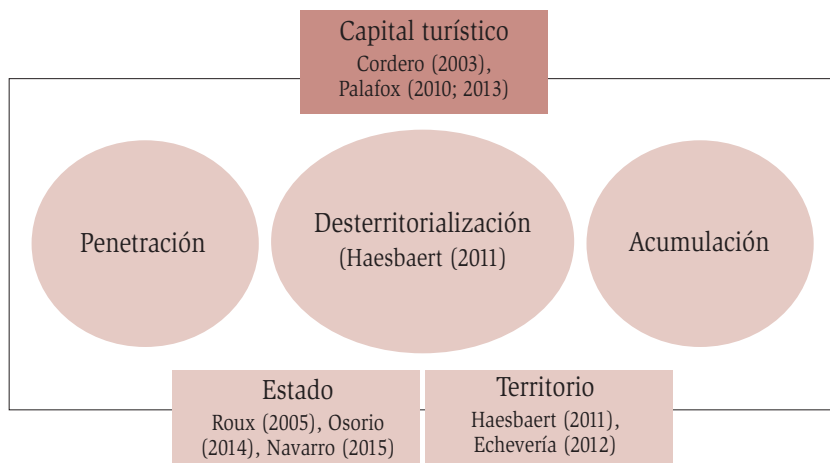 Capital turístico
Cordero (2003),
Palafox (2010; 2013)
Penetración
Desterritorialización
(Haesbaert (2011)
Acumulación
Estado
Roux (2005), Osorio
(2014), Navarro (2015)
Territorio
Haesbaert (2011),
Echevería (2012)